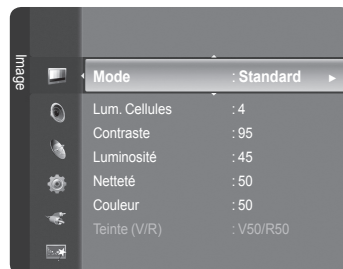 Image
Mode : Standard
Lum. Cellules : 4
Contraste : 95
Luminosité : 45
Netteté : 50
Couleur : 50
Teinte (V/R) : V50/R50